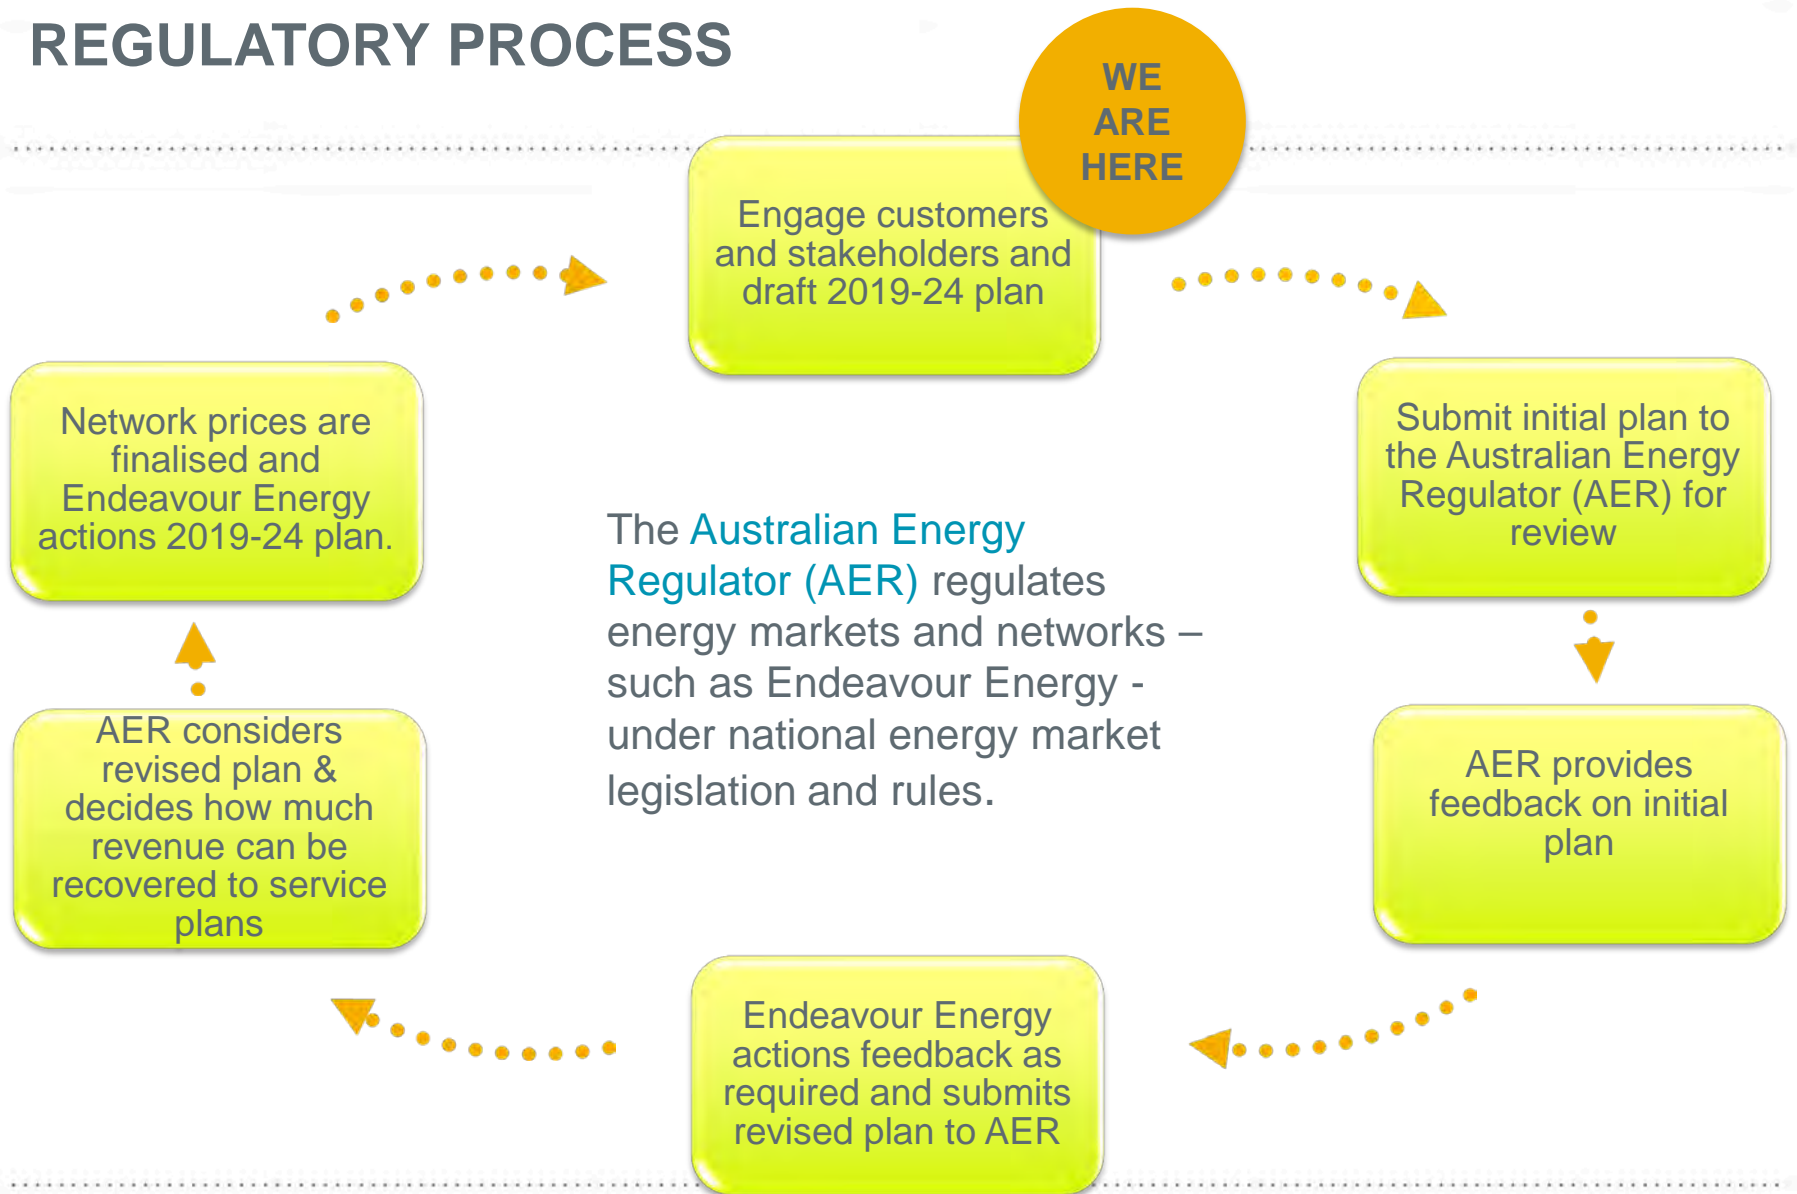 REGULATORY PROCESS
WE
ARE
HERE
Engage customers
and stakeholders and
draft 2019-24 plan
Submit initial plan to
the Australian Energy
Regulator (AER) for
review
AER provides
feedback on initial
plan
Endeavour Energy
actions feedback as
required and submits
revised plan to AER
AER considers
revised plan &
decides how much
revenue can be
recovered to service
plans
Network prices are
finalised and
Endeavour Energy
actions 2019-24 plan.
The Australian Energy
Regulator (AER) regulates
energy markets and networks –
such as Endeavour Energy -
under national energy market
legislation and rules.